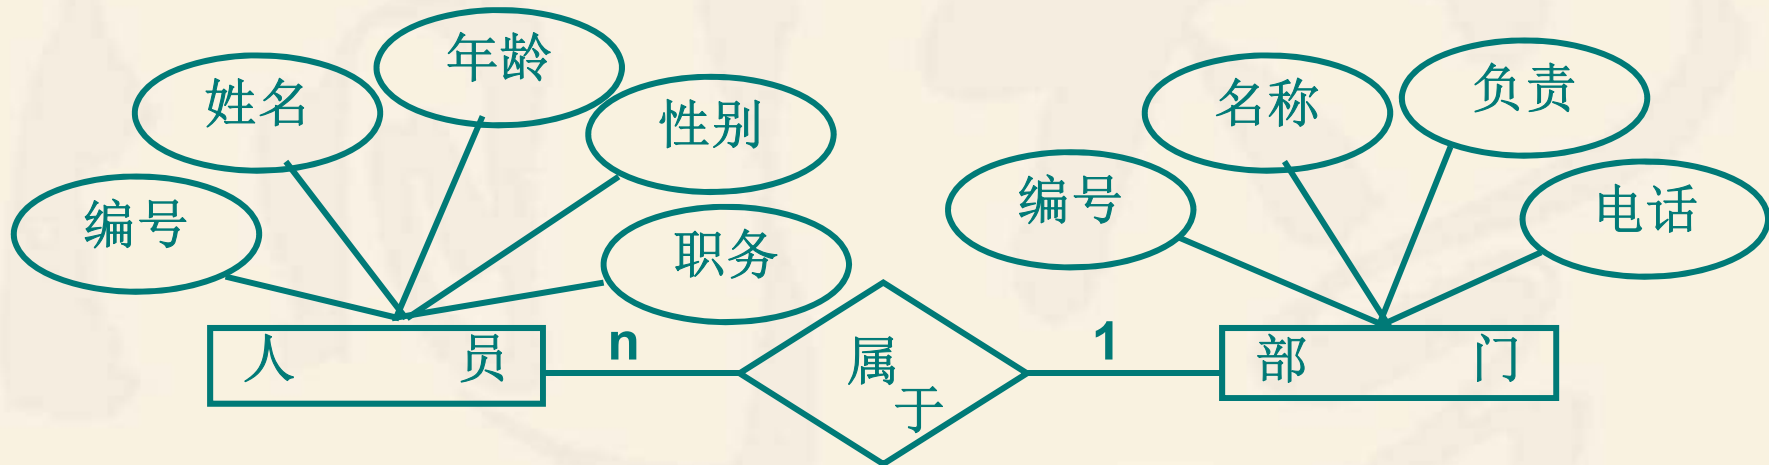 年龄
姓名
性别
编号
职务
名称
负责
编号
电话
人 员
n
属于
1
部 门